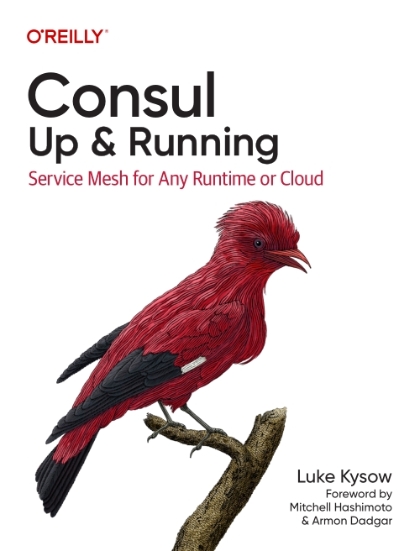 O'REILLY®
Consul
Up & Running
Service Mesh for Any Runtime or Cloud
Luke Kysow
Foreword by
Mitchell Hashimoto
& Armon Dadgar